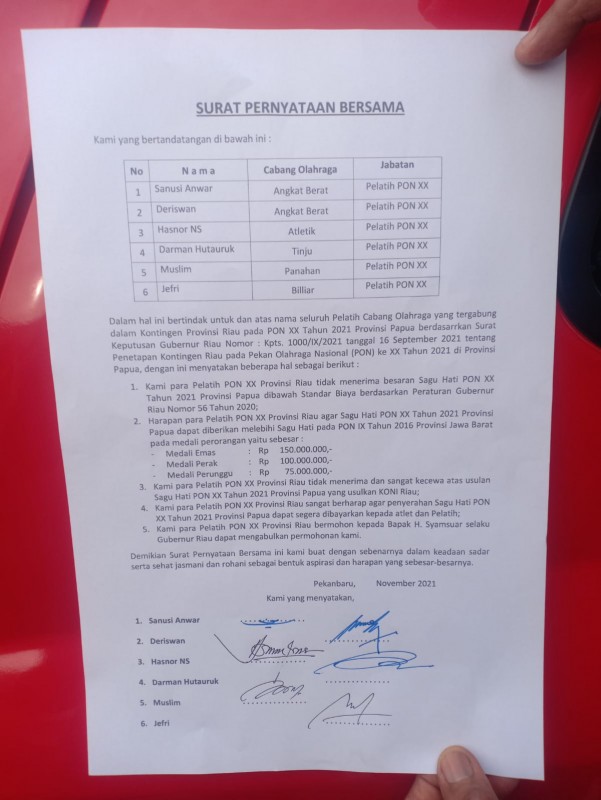 SURAT PERNYATAAN BERSAMA
Kami yang bertandatangan di bawah ini :
No N a m a Cabang Olahraga Jabatan
1 Sanusi Anwar Angkat Berat Pelatih PON XX
2 Deriswan Angkat Berat Pelatih PON XX
3 Hasnor NS Atletik Pelatih PON XX
4 Darman Hutauruk Tinju Pelatih PON XX
5 Muslim Panahan Pelatih PON XX
6 Jefri Billiar Pelatih PON XX
Dalam hal ini bertindak untuk dan atas nama seluruh Pelatih Cabang Olahraga yang tergabung
dalam Kontingen Provinsi Riau pada PON XX Tahun 2021 Provinsi Papua berdasarrkan Surat
Keputusan Gubernur Riau Nomor : Kpts. 1000/IX/2021 tanggal 16 September 2021 tentang
Penetapan Kontingen Riau pada Pekan Olahraga Nasional (PON) ke XX Tahun 2021 di Provinsi
Papua, dengan ini menyatakan beberapa hal sebagai berikut :
1. Kami para Pelatih PON XX Provinsi Riau tidak menerima besaran Sagu Hati PON XX
Tahun 2021 Provinsi Papua dibawah Standar Biaya berdasarkan Peraturan Gubernur
Riau Nomor 56 Tahun 2020;
2. Harapan para Pelatih PON XX Provinsi Riau agar Sagu Hati PON XX Tahun 2021 Provinsi
Papua dapat diberikan melebihi Sagu Hati pada PON IX Tahun 2016 Provinsi Jawa Barat
pada medali perorangan yaitu sebesar :
- Medali Emas : Rp 150.000.000,-
- Medali Perak : Rp 100.000.000,-
- Medali Perunggu : Rp 75.000.000,-
3. Kami para Pelatih PON XX Provinsi Riau tidak menerima dan sangat kecewa atas usulan
Sagu Hati PON XX Tahun 2021 Provinsi Papua yang usulkan KONI Riau;
4. Kami para Pelatih PON XX Provinsi Riau sangat berharap agar penyerahan Sagu Hati PON
XX Tahun 2021 Provinsi Papua dapat segera dibayarkan kepada atlet dan Pelatih;
5. Kami para Pelatih PON XX Provinsi Riau bermohon kepada Bapak H. Syamsuar selaku
Gubernur Riau dapat mengabulkan permohonan kami.
Demikian Surat Pernyataan Bersama ini kami buat dengan sebenarnya dalam keadaan sadar
serta sehat jasmani dan rohani sebagai bentuk aspirasi dan harapan yang sebesar-besarnya.
Pekanbaru, November 2021
Kami yang menyatakan,
1. Sanusi Anwar
2. Deriswan
3. Hasnor NS
4. Darman Hutauruk
5. Muslim
6. Jefri